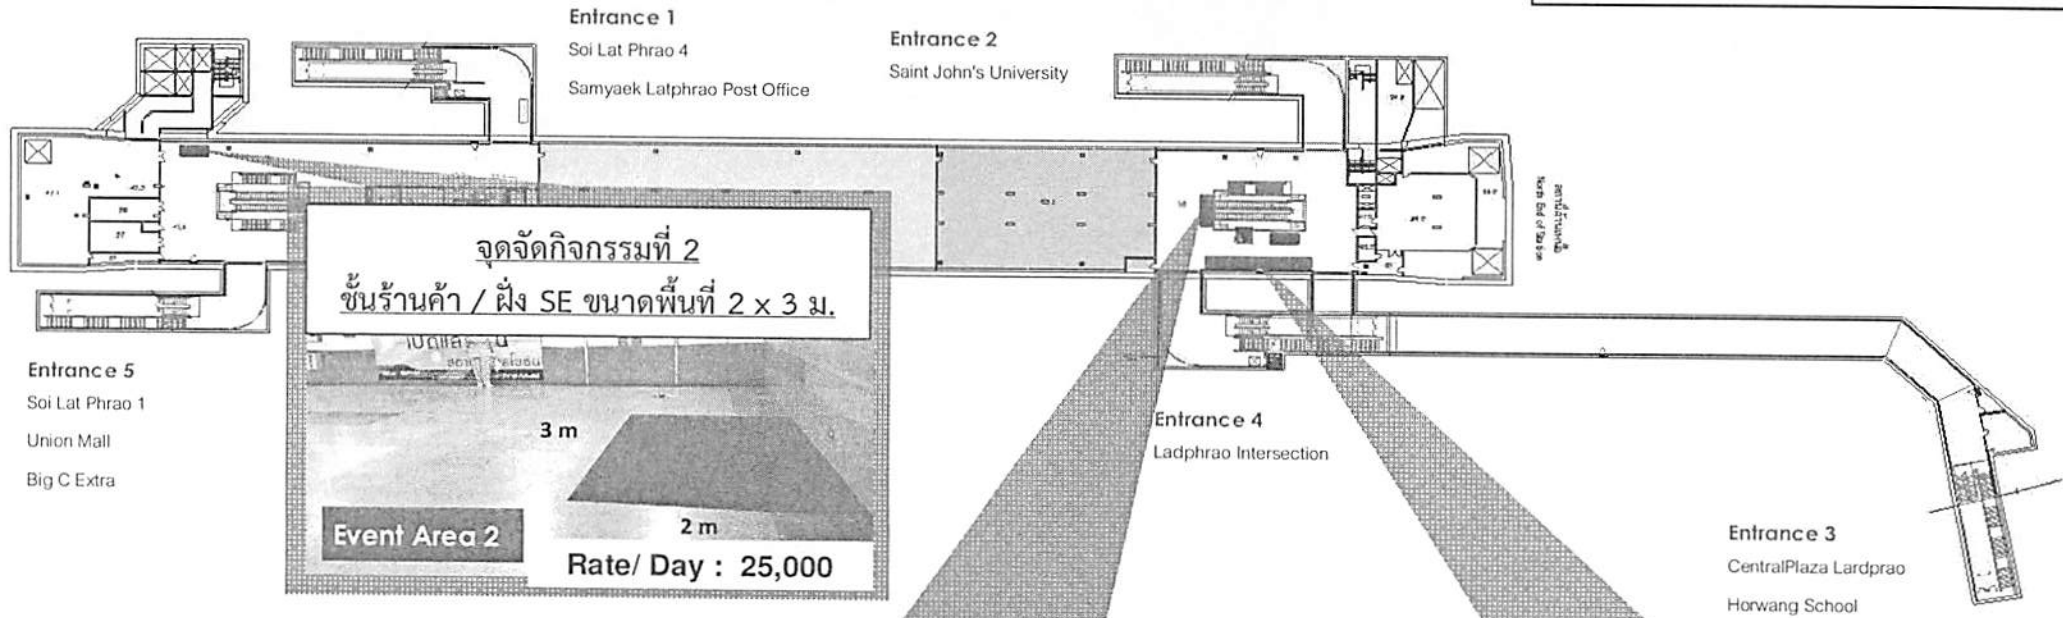 Entrance 1
Soi Lat Phrao 4
Samyaek Latphrao Post Office
Entrance 2
Saint John's University
North End of Station
จุดจัดกิจกรรมที่ 2
ชั้นร้านค้า / ฝั่ง SE ขนาดพื้นที่ 2 x 3 ม.
3 m
2 m
Event Area 2
Rate/ Day : 25,000
Entrance 5
Soi Lat Phrao 1
Union Mall
Big C Extra
Entrance 4
Ladphrao Intersection
Entrance 3
CentralPlaza Lardprao
Horwang School